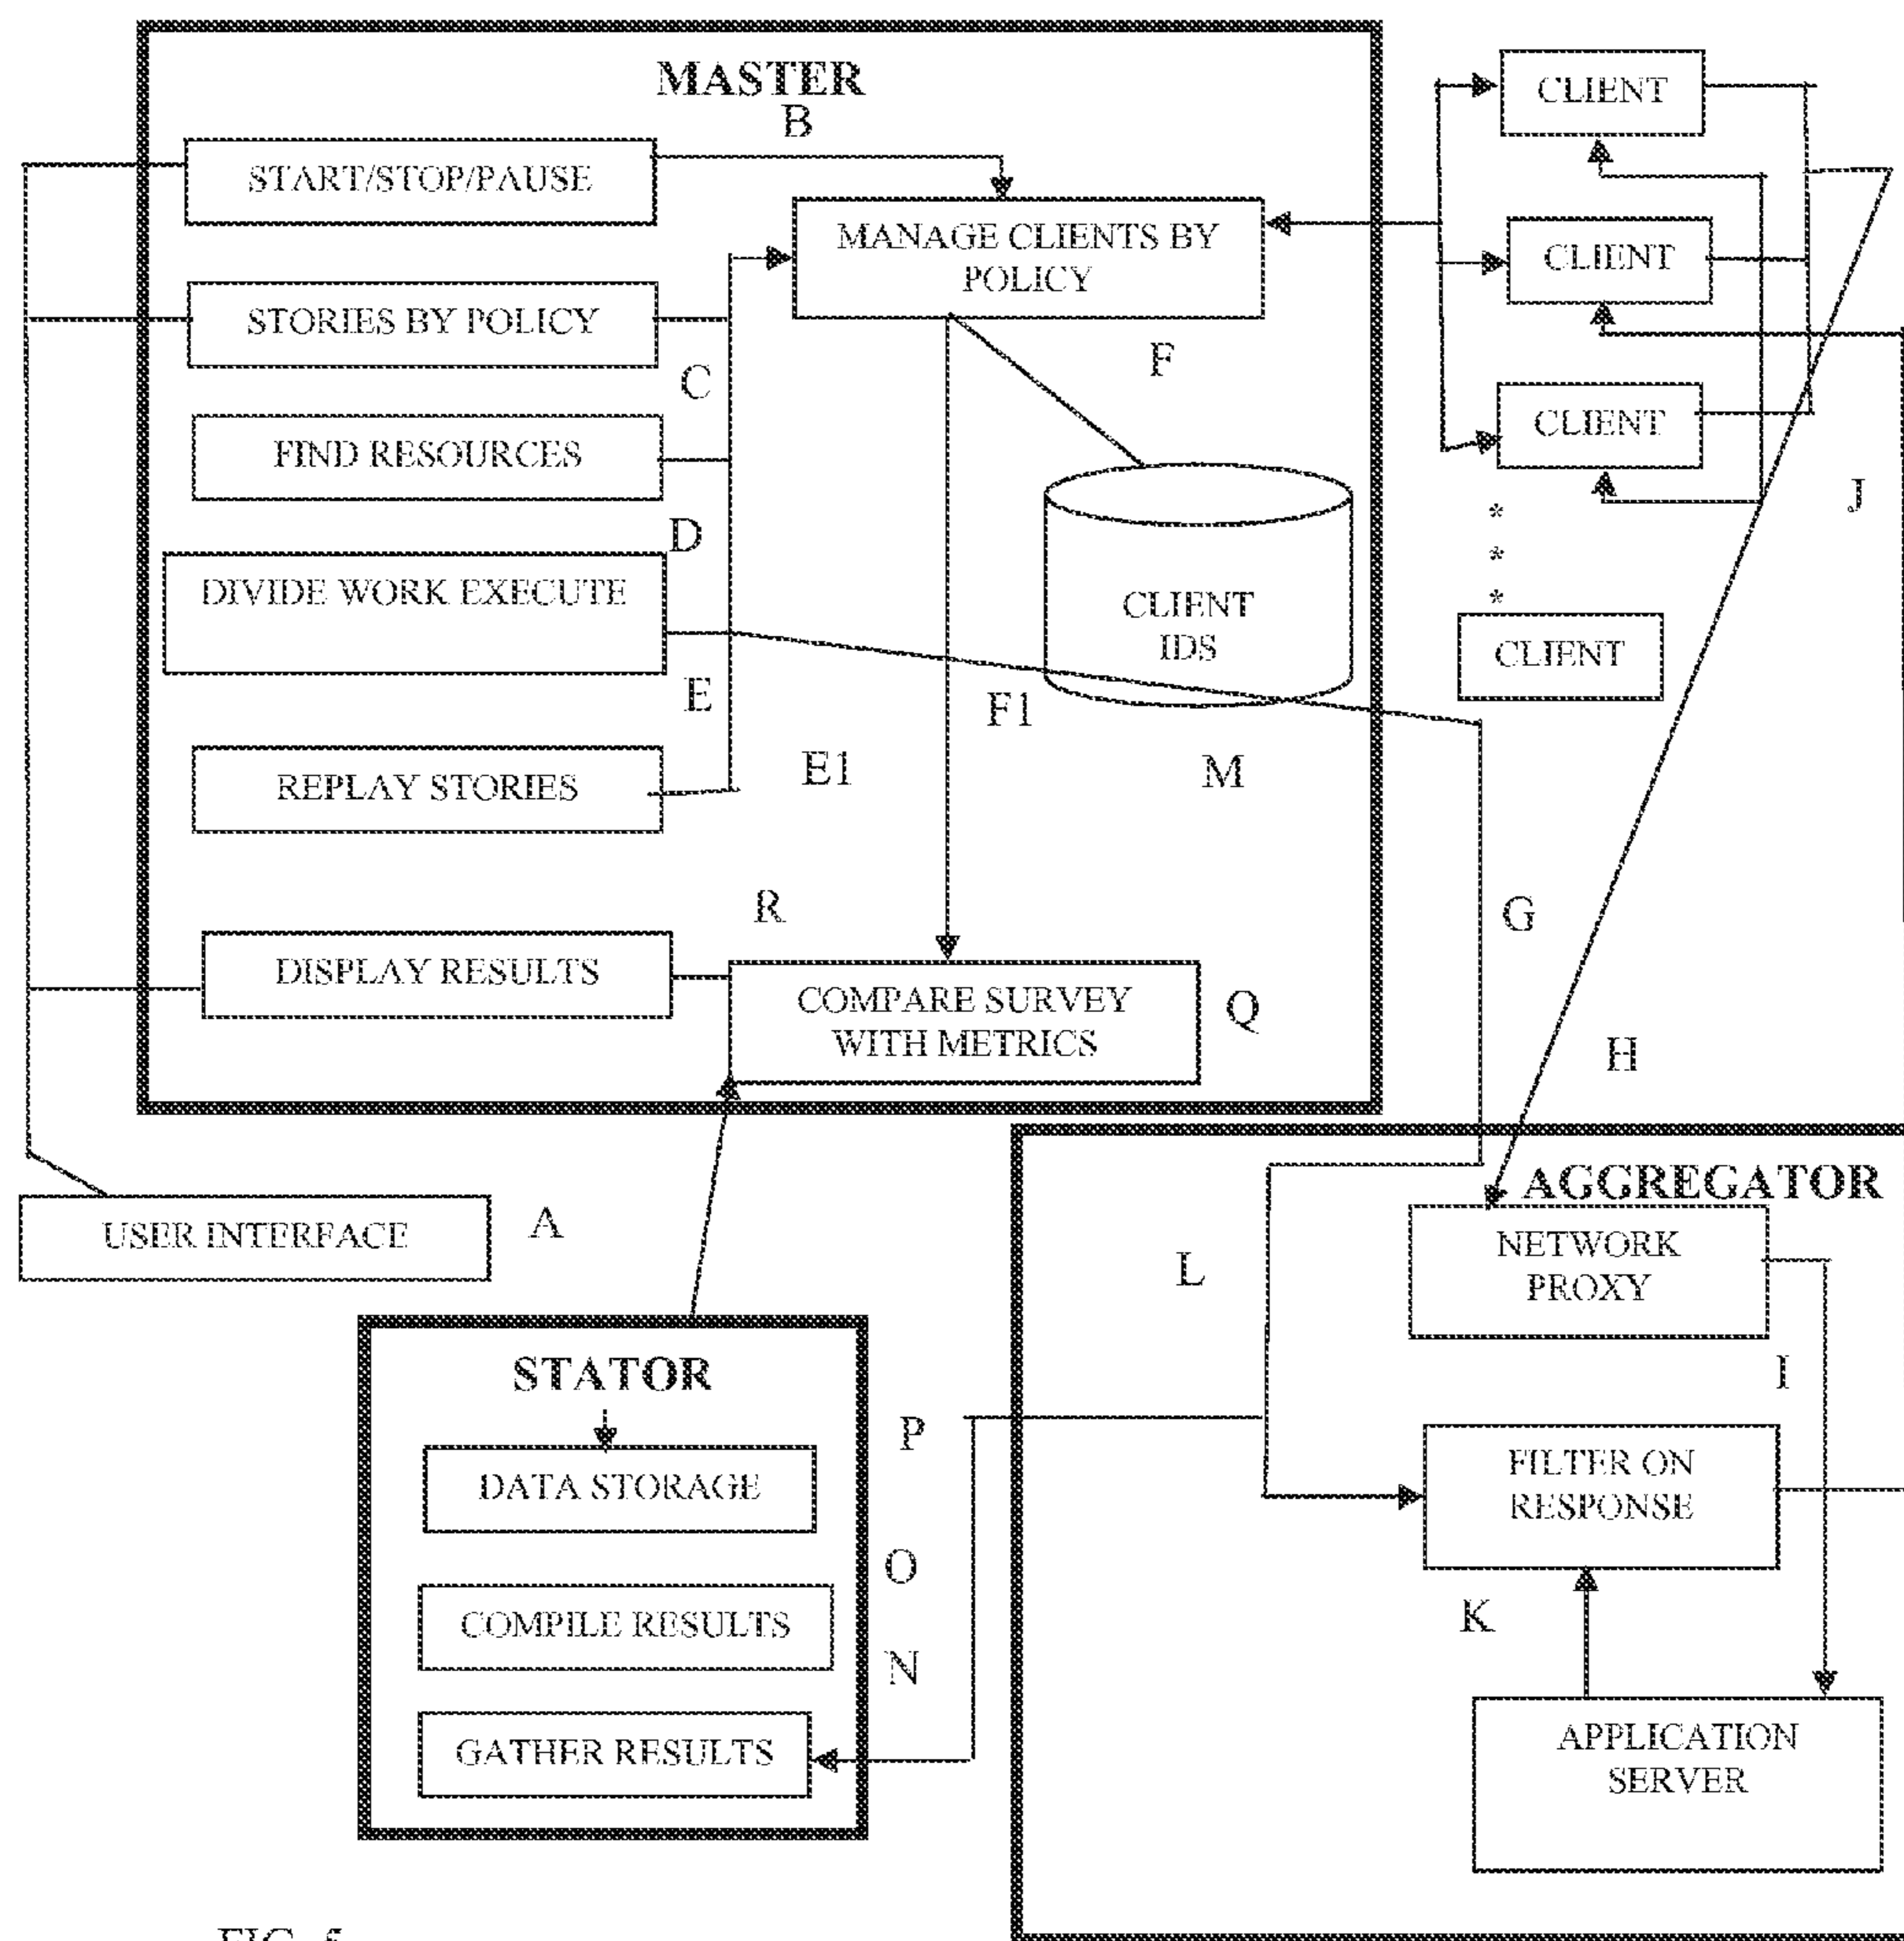 MASTER
B
START/STOP/PAUSE
MANAGE CLIENTS BY
POLICY
STORIES BY POLICY
C
F
FIND RESOURCES
D
DIVIDE WORK EXECUTE
CLIENT
IDS
E
F1
REPLAY STORIES
E1
M
R
DISPLAY RESULTS
COMPARE SURVEY
WITH METRICS
Q
CLIENT
CLIENT
CLIENT
J
*
*
*
CLIENT
G
H
USER INTERFACE
A
STATOR
DATA STORAGE
COMPILE RESULTS
GATHER RESULTS
P
O
N
AGGREGATOR
NETWORK
PROXY
L
I
FILTER ON
RESPONSE
K
APPLICATION
SERVER
FIG. 5